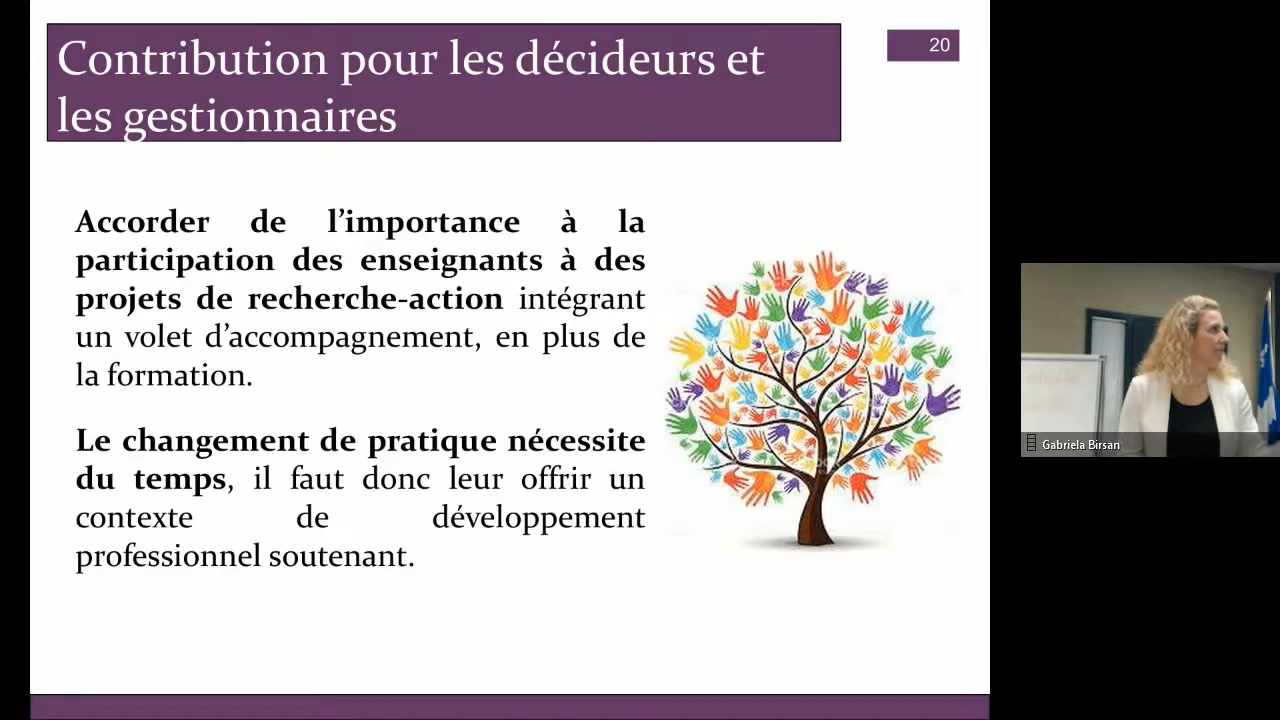 Contribution pour les décideurs et
les gestionnaires
20
Accorder de l’importance à la
participation des enseignants à des
projets de recherche-action intégrant
un volet d’accompagnement, en plus de
la formation.
Le changement de pratique nécessite
du temps, il faut donc leur offrir un
contexte de développement
professionnel soutenant.
Gabriela Birsan